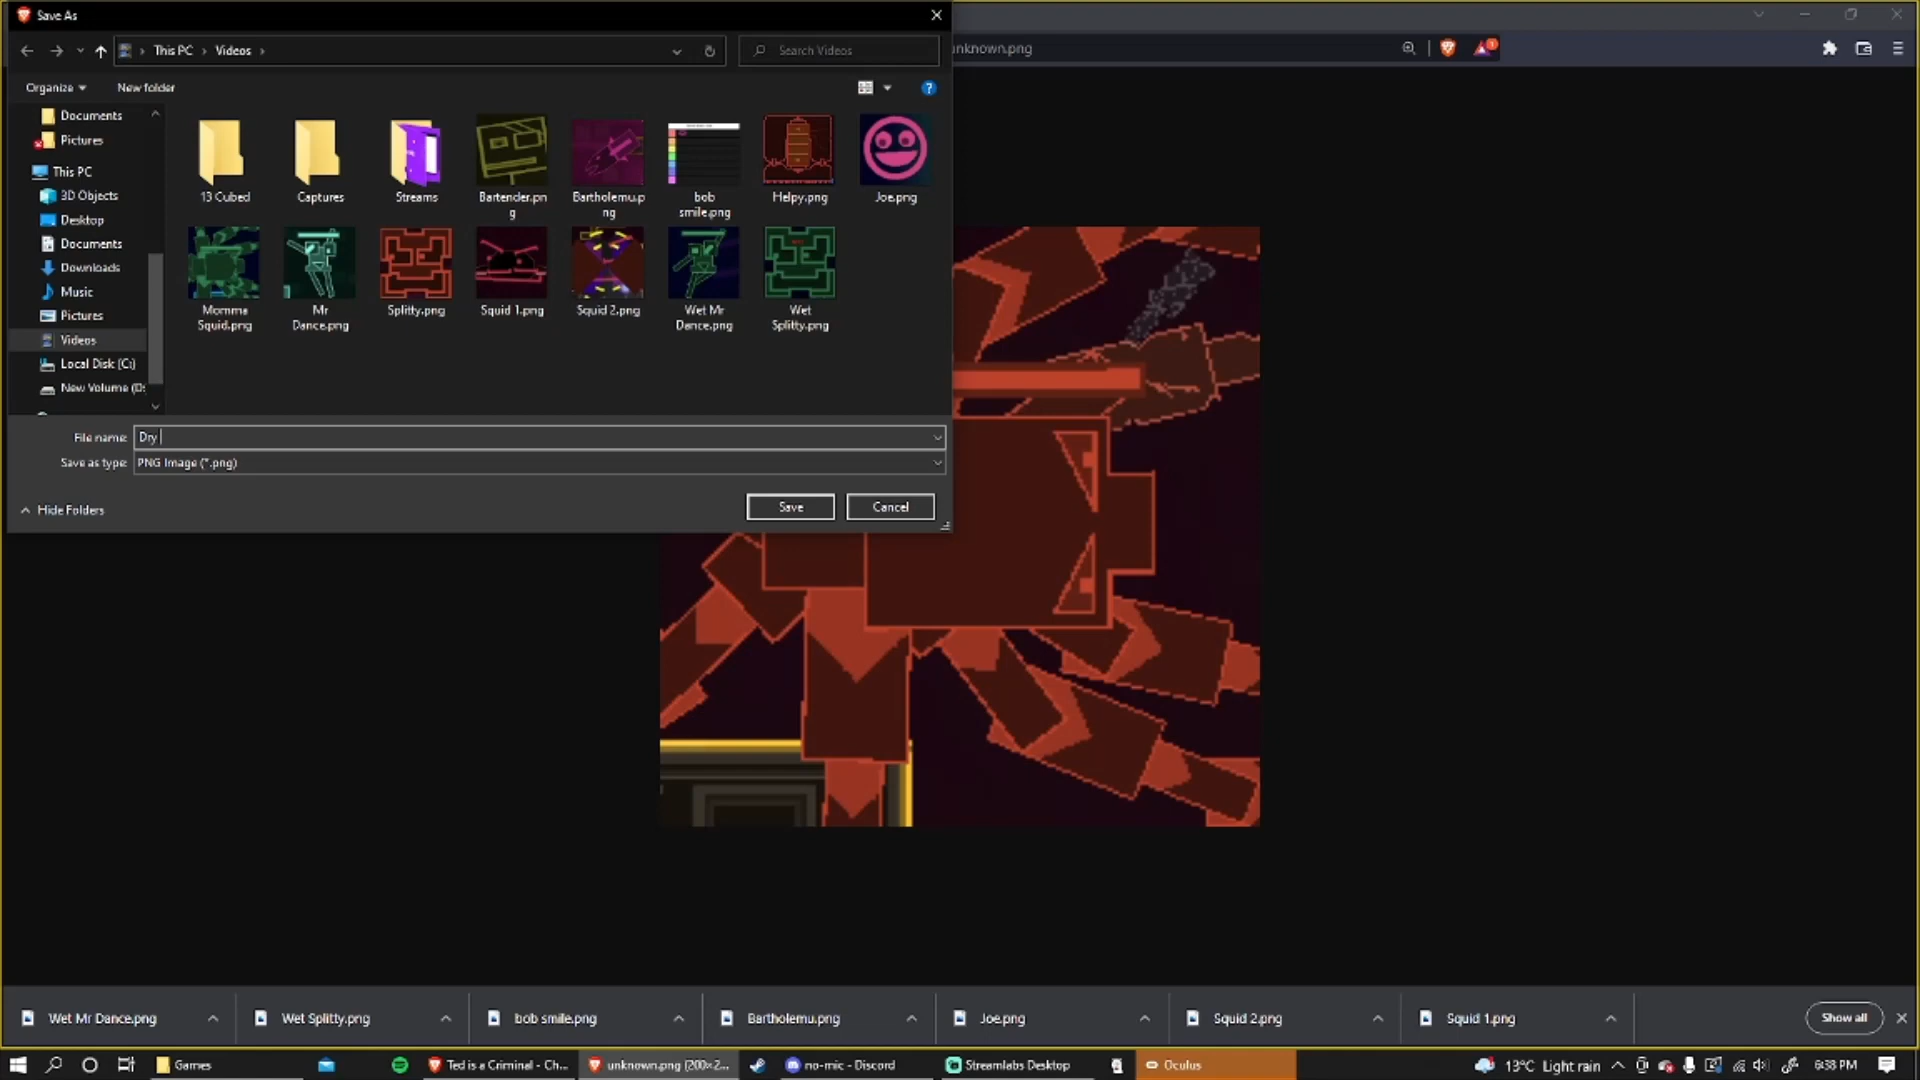 Save As
This PC
Videos
Search Videos
unknown.png
Organize
New folder
Documents
Pictures
This PC
3D Objects
Desktop
Documents
Downloads
Music
Pictures
Videos
Local Disk (C:)
New Volume (D:
13 Cubed
Captures
Streams
Bartender.pn
g
Bartholemu.p
ng
bob
smile.png
Helpy.png
Joe.png
Momma
Squid.png
Mr
Dance.png
Splitty.png
Squid 1.png
Squid 2.png
Wet Mr
Dance.png
Wet
Splitty.png
File name: Dry
Save as type: PNG Image (*.png)
Hide Folders
Save
Cancel
Wet Mr Dance.png
Wet Splitty.png
bob smile.png
Bartholemu.png
Joe.png
Squid 2.png
Squid 1.png
Show all
Games
Ted is a Criminal - Ch...
unknown.png (200×2...
no-mic - Discord
Streamlabs Desktop
Oculus
13°C Light rain
6:38 PM